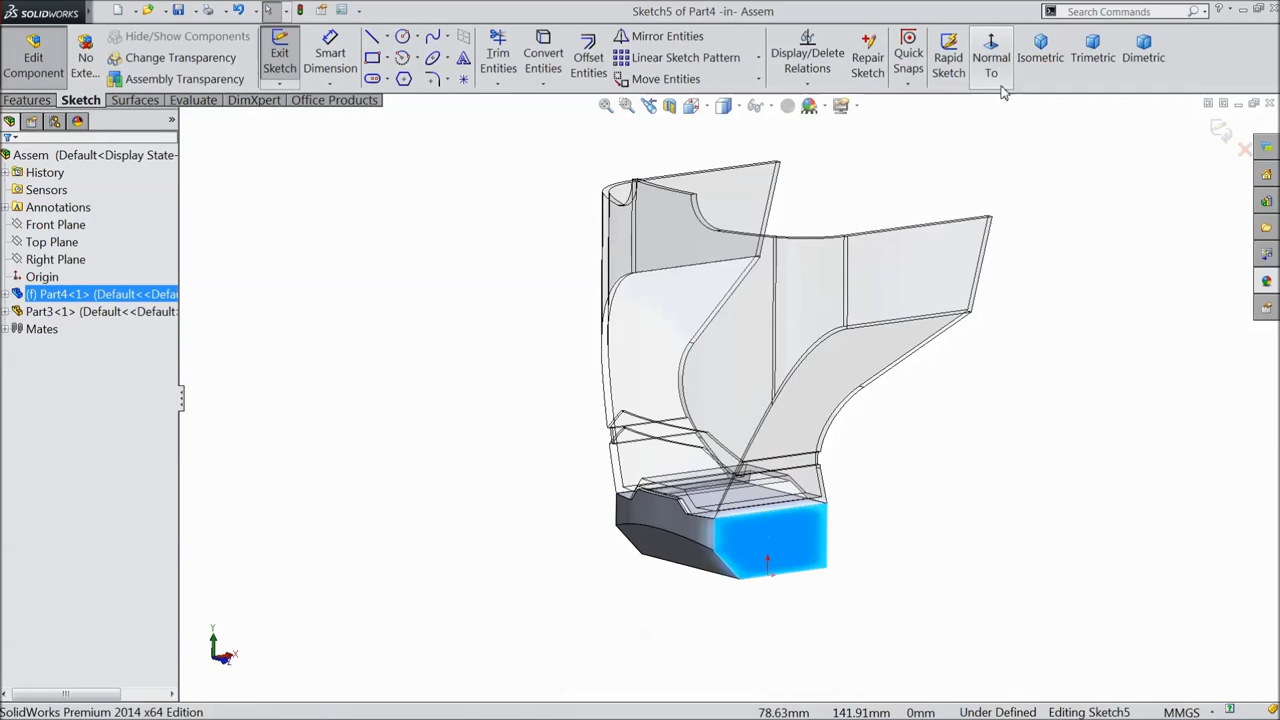 SOLIDWORKS
Sketch5 of Part4 -in- Assem
Search Commands
Edit Component
No Exte...
Hide/Show Components
Change Transparency
Assembly Transparency
Exit Sketch
Smart Dimension
Trim Entities
Convert Entities
Offset Entities
Mirror Entities
Linear Sketch Pattern
Move Entities
Display/Delete Relations
Repair Sketch
Quick Snaps
Rapid Sketch
Normal To
Isometric
Trimetric
Dimetric
Features
Sketch
Surfaces
Evaluate
DimXpert
Office Products
Assem (Default<Display State-
History
Sensors
Annotations
Front Plane
Top Plane
Right Plane
Origin
(f) Part4<1> (Default<<Defau
Part3<1> (Default<<Default
Mates
Y
X
Z
SolidWorks Premium 2014 x64 Edition
78.63mm
141.91mm
0mm
Under Defined
Editing Sketch5
MMGS